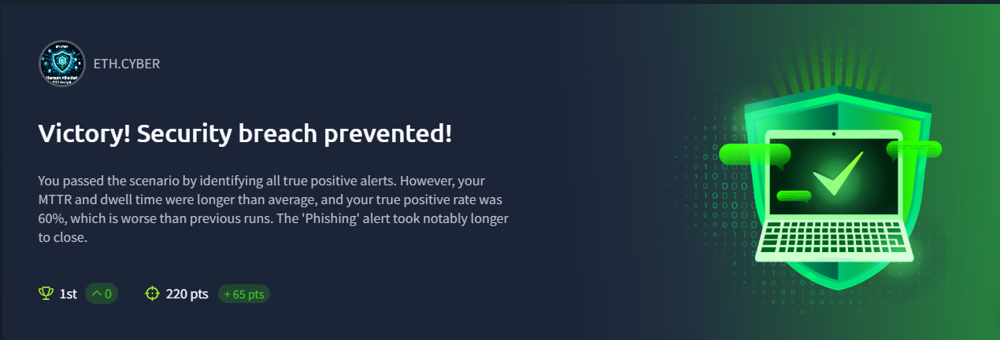 ETH.CYBER
Victory! Security breach prevented!
You passed the scenario by identifying all true positive alerts. However, your
MTTR and dwell time were longer than average, and your true positive rate was
60%, which is worse than previous runs. The 'Phishing' alert took notably longer
to close.
1st 0 220 pts + 65 pts